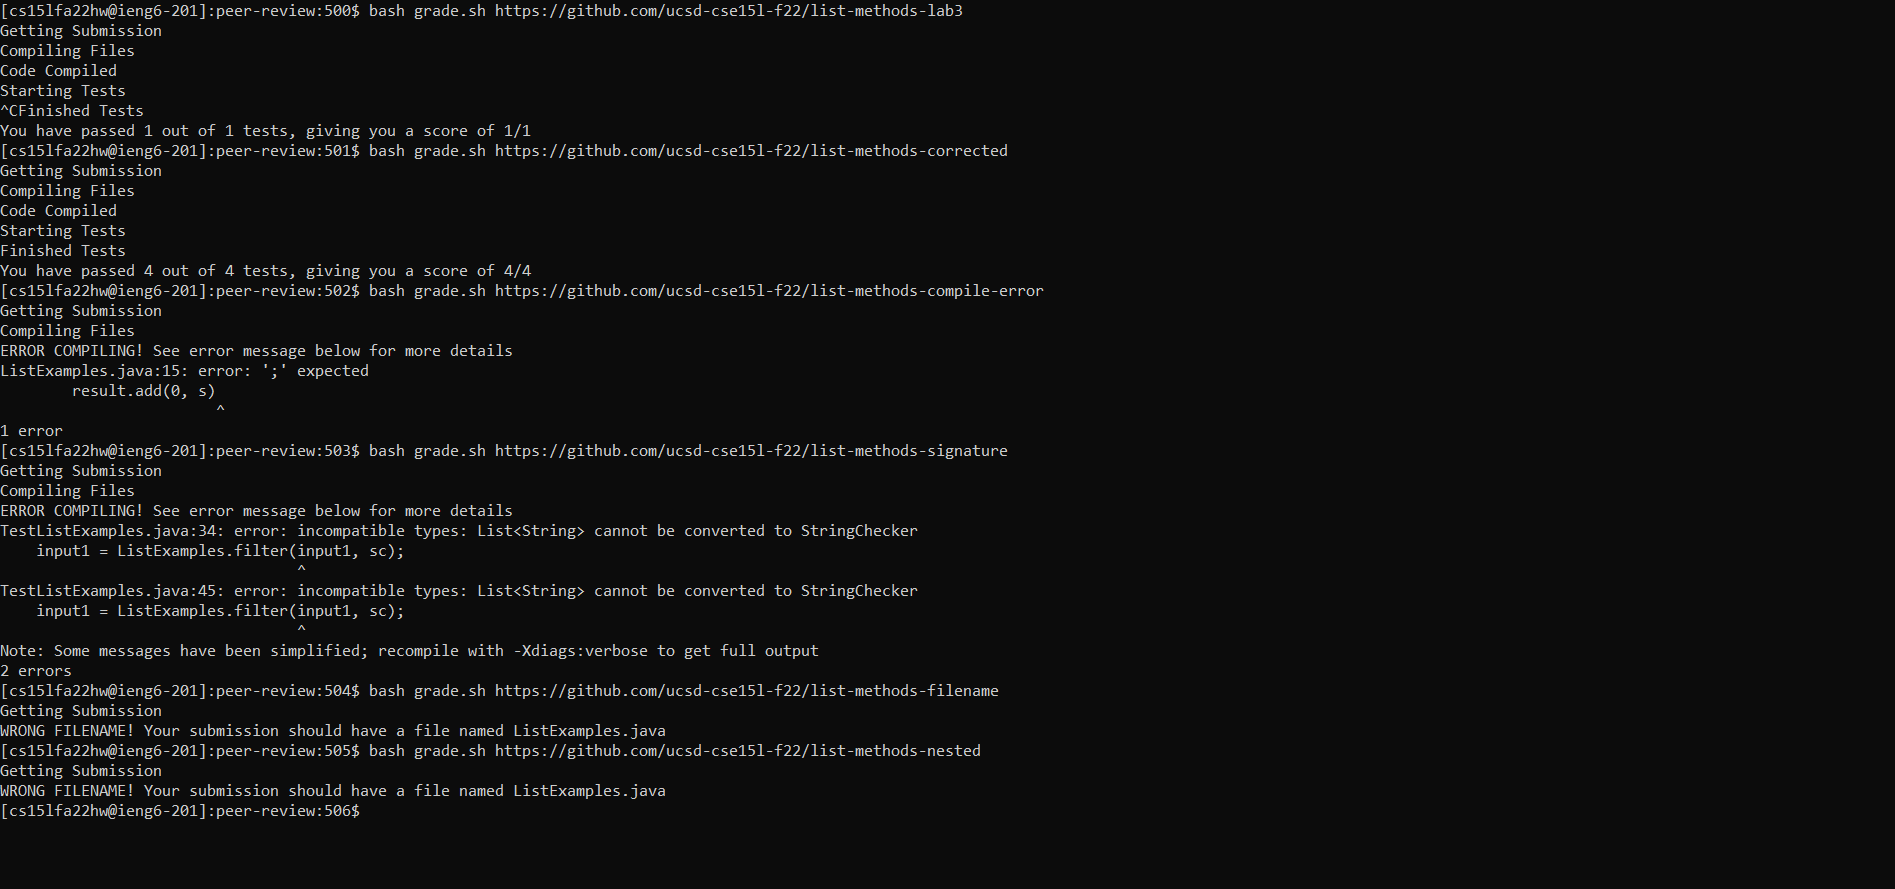 [cs15lfa22hw@ieng6-201]:peer-review:500$ bash grade.sh https://github.com/ucsd-cse15l-f22/list-methods-lab3
Getting Submission
Compiling Files
Code Compiled
Starting Tests
^CFinished Tests
You have passed 1 out of 1 tests, giving you a score of 1/1
[cs15lfa22hw@ieng6-201]:peer-review:501$ bash grade.sh https://github.com/ucsd-cse15l-f22/list-methods-corrected
Getting Submission
Compiling Files
Code Compiled
Starting Tests
Finished Tests
You have passed 4 out of 4 tests, giving you a score of 4/4
[cs15lfa22hw@ieng6-201]:peer-review:502$ bash grade.sh https://github.com/ucsd-cse15l-f22/list-methods-compile-error
Getting Submission
Compiling Files
ERROR COMPILING! See error message below for more details
ListExamples.java:15: error: ';' expected
        result.add(0, s)
                        ^
1 error
[cs15lfa22hw@ieng6-201]:peer-review:503$ bash grade.sh https://github.com/ucsd-cse15l-f22/list-methods-signature
Getting Submission
Compiling Files
ERROR COMPILING! See error message below for more details
TestListExamples.java:34: error: incompatible types: List<String> cannot be converted to StringChecker
    input1 = ListExamples.filter(input1, sc);
                                 ^
TestListExamples.java:45: error: incompatible types: List<String> cannot be converted to StringChecker
    input1 = ListExamples.filter(input1, sc);
                                 ^
Note: Some messages have been simplified; recompile with -Xdiags:verbose to get full output
2 errors
[cs15lfa22hw@ieng6-201]:peer-review:504$ bash grade.sh https://github.com/ucsd-cse15l-f22/list-methods-filename
Getting Submission
WRONG FILENAME! Your submission should have a file named ListExamples.java
[cs15lfa22hw@ieng6-201]:peer-review:505$ bash grade.sh https://github.com/ucsd-cse15l-f22/list-methods-nested
Getting Submission
WRONG FILENAME! Your submission should have a file named ListExamples.java
[cs15lfa22hw@ieng6-201]:peer-review:506$